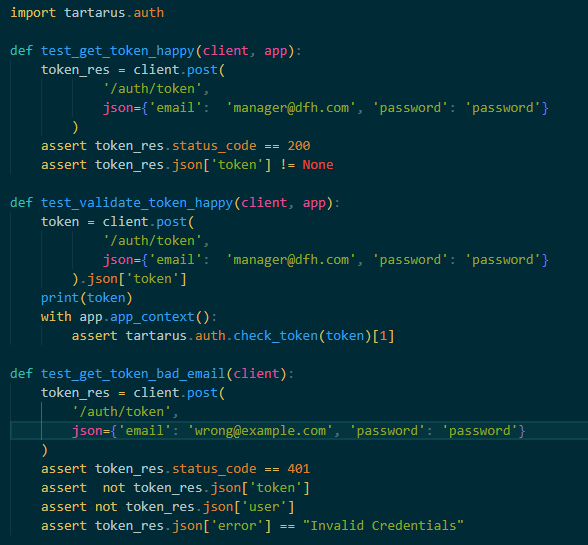 import tartarus.auth

def test_get_token_happy(client, app):
    token_res = client.post(
            '/auth/token',
            json={'email':  'manager@dfh.com', 'password': 'password'}
        )
    assert token_res.status_code == 200
    assert token_res.json['token'] != None

def test_validate_token_happy(client, app):
    token = client.post(
            '/auth/token',
            json={'email':  'manager@dfh.com', 'password': 'password'}
        ).json['token']
    print(token)
    with app.app_context():
        assert tartarus.auth.check_token(token)[1]

def test_get_token_bad_email(client):
    token_res = client.post(
        '/auth/token',
        json={'email': 'wrong@example.com', 'password': 'password'}
    )
    assert token_res.status_code == 401
    assert  not token_res.json['token']
    assert not token_res.json['user']
    assert token_res.json['error'] == "Invalid Credentials"